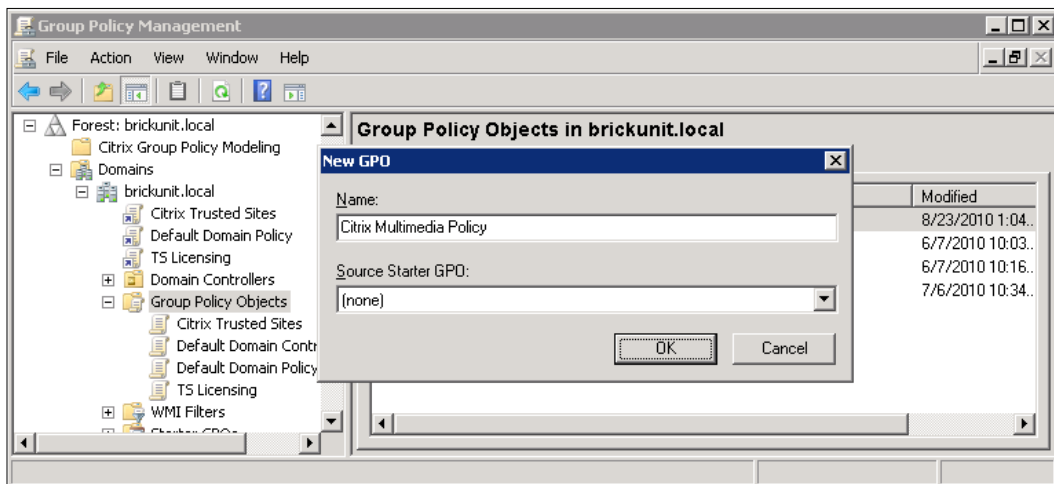 Group Policy Management
File Action View Window Help
Forest: brickunit.local
Citrix Group Policy Modeling
Domains
brickunit.local
Citrix Trusted Sites
Default Domain Policy
TS Licensing
Domain Controllers
Group Policy Objects
Citrix Trusted Sites
Default Domain Contr
Default Domain Policy
TS Licensing
WMI Filters
Starter GPOs
Group Policy Objects in brickunit.local
New GPO
Name:
Citrix Multimedia Policy
Source Starter GPO:
(none)
OK Cancel
Modified
8/23/2010 1:04..
6/7/2010 10:03..
6/7/2010 10:16..
7/6/2010 10:34..